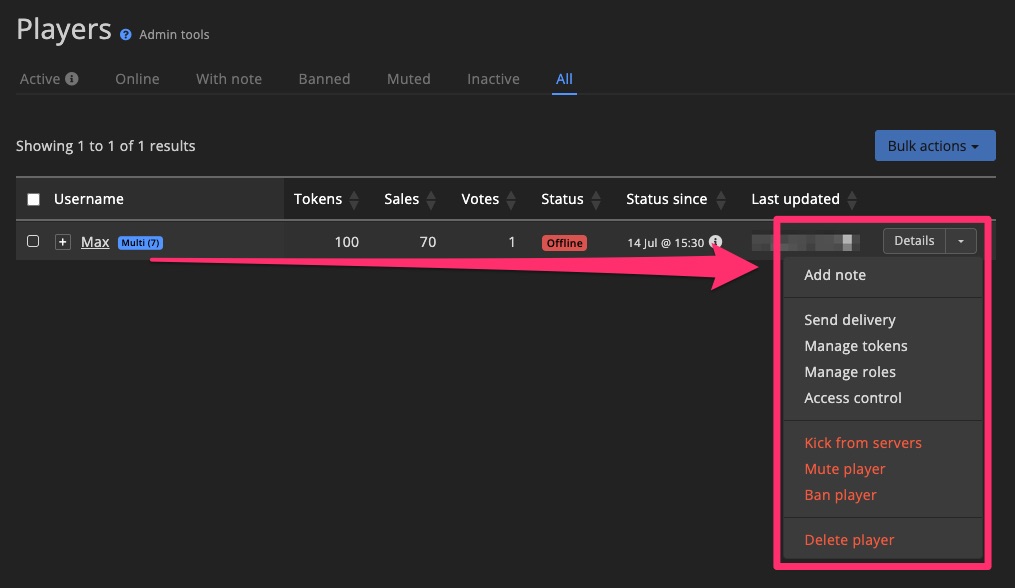 Players ? Admin tools
Active i Online With note Banned Muted Inactive All
Showing 1 to 1 of 1 results
Bulk actions
Username Tokens Sales Votes Status Status since Last updated
+ Max Multi (7) 100 70 1 Offline 14 Jul @ 15:30 i Details
Add note
Send delivery
Manage tokens
Manage roles
Access control
Kick from servers
Mute player
Ban player
Delete player